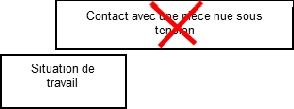 Contact avec une pièce nue sous
tension
Situation de
travail